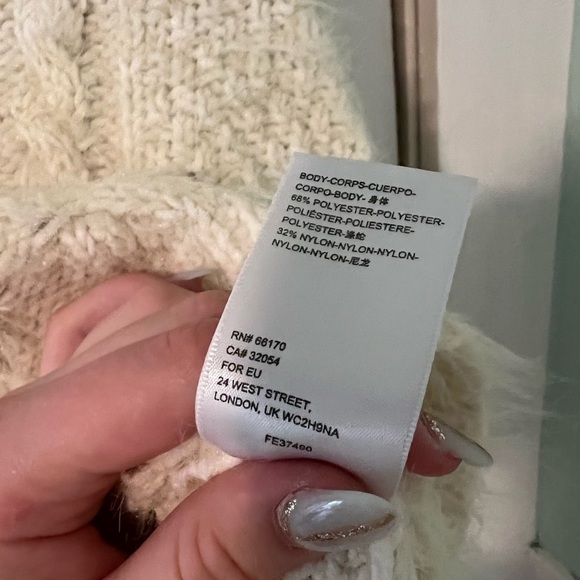 BODY-CORPS-CUERPO-
CORPO-BODY- 身体
68% POLYESTER-POLYESTER-
POLIÉSTER-POLIESTERE-
POLYESTER-涤纶
32% NYLON-NYLON-NYLON-
NYLON-NYLON-尼龙
RN# 66170
CA# 32054
FOR EU
24 WEST STREET,
LONDON, UK WC2H9NA